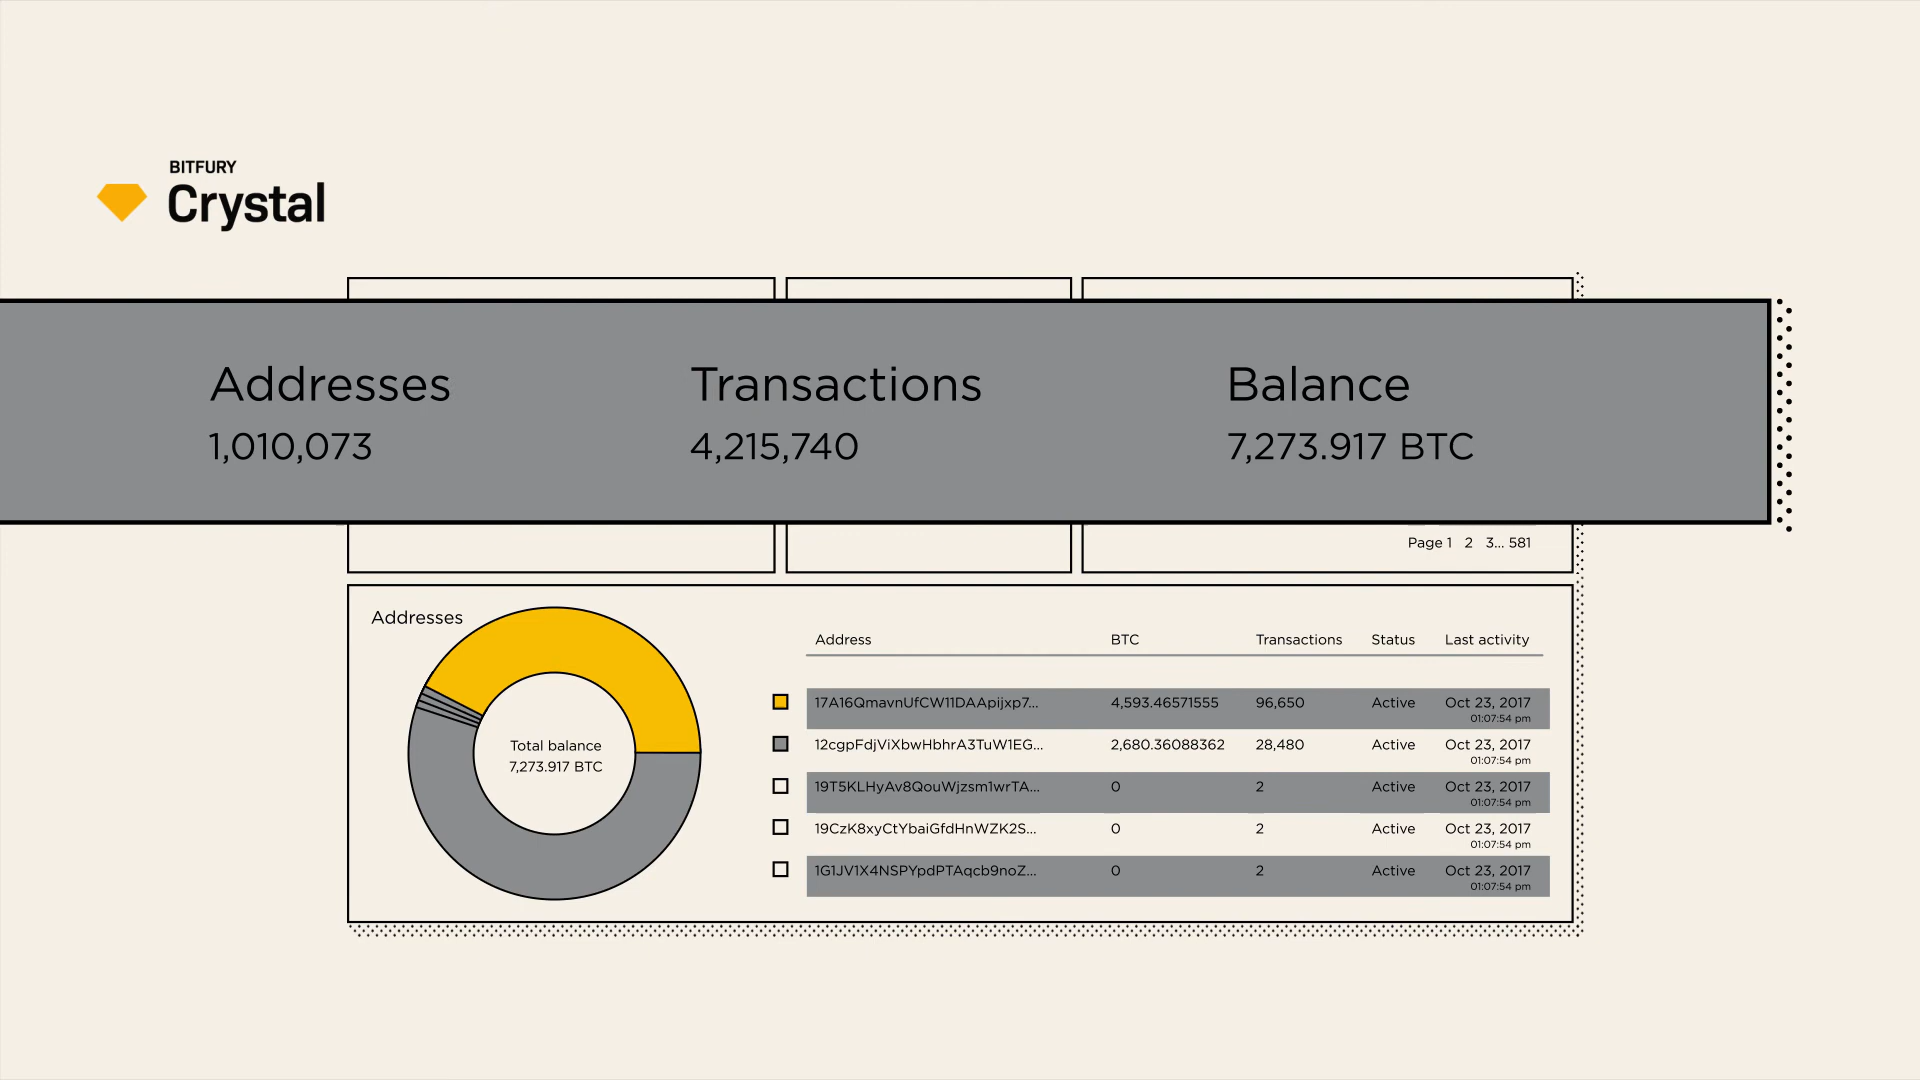 BITFURY
Crystal
Addresses Transactions Balance
1,010,073 4,215,740 7,273.917 BTC
Page 1 2 3... 581
Addresses
Total balance
7,273.917 BTC
Address BTC Transactions Status Last activity
17A16QmavnUfCW11DAApijxp7... 4,593.46571555 96,650 Active Oct 23, 2017
01:07:54 pm
12cgpFdjViXbwHbhrA3TuW1EG... 2,680.36088362 28,480 Active Oct 23, 2017
01:07:54 pm
19T5KLHyAv8QouWjzsm1wrTA... 0 2 Active Oct 23, 2017
01:07:54 pm
19CzK8xyCtYbaiGfdHnWZK2S... 0 2 Active Oct 23, 2017
01:07:54 pm
1G1JV1X4NSPYpdPTAqcb9noZ... 0 2 Active Oct 23, 2017
01:07:54 pm